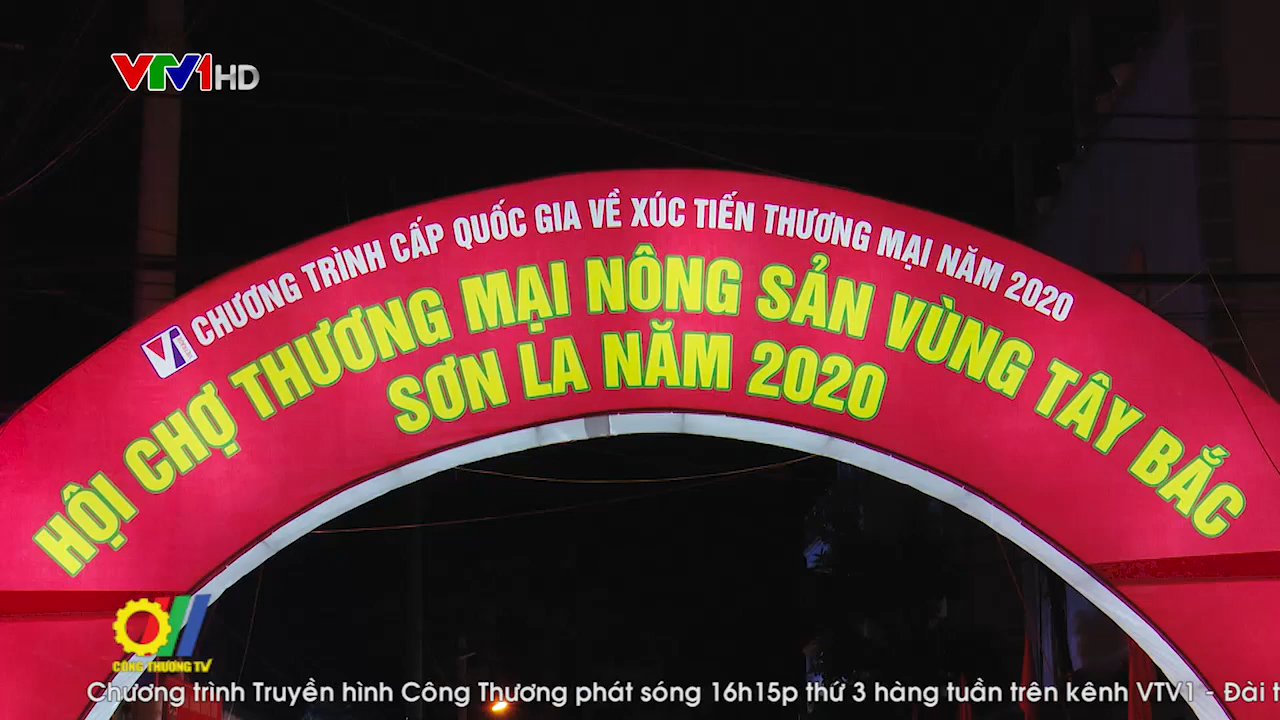 VTV1HD
CHƯƠNG TRÌNH CẤP QUỐC GIA VỀ XÚC TIẾN THƯƠNG MẠI NĂM 2020
HỘI CHỢ THƯƠNG MẠI NÔNG SẢN VÙNG TÂY BẮC
SƠN LA NĂM 2020
CÔNG THƯƠNG TV
Chương trình Truyền hình Công Thương phát sóng 16h15p thứ 3 hàng tuần trên kênh VTV1 - Đài t